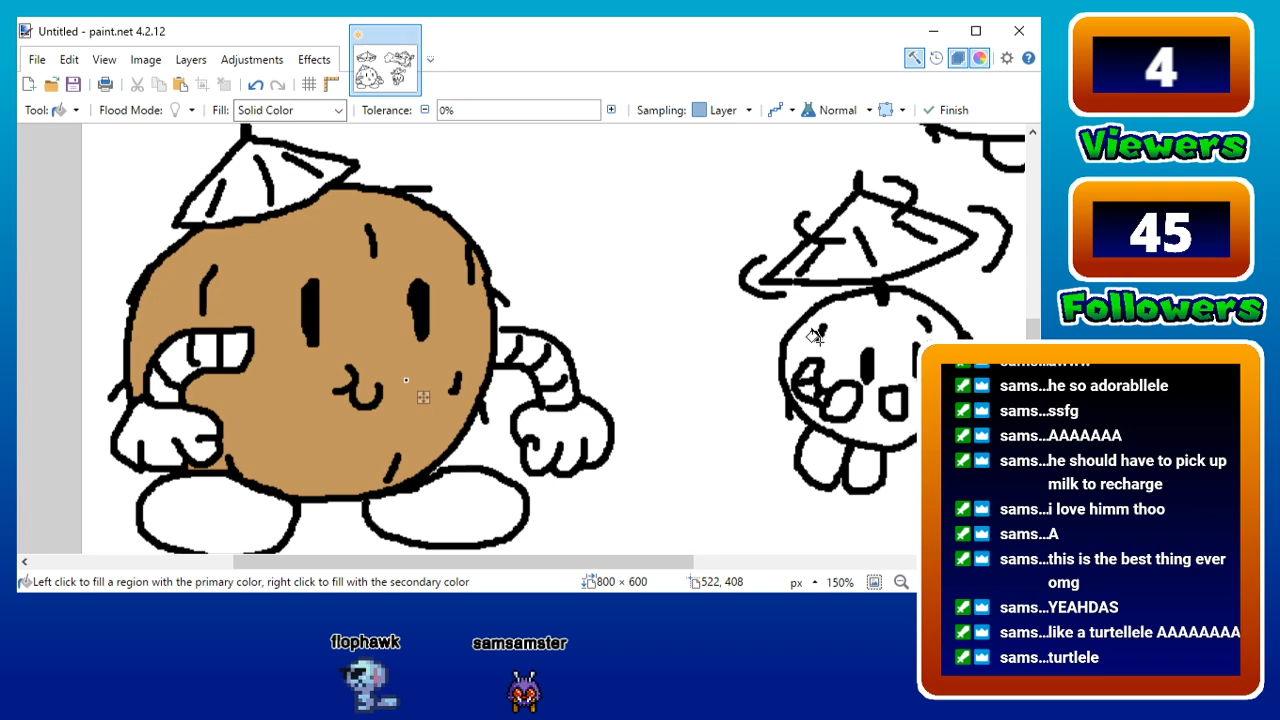 Untitled - paint.net 4.2.12
File Edit View Image Layers Adjustments Effects
Tool: Flood Mode: Fill: Solid Color Tolerance: 0% Sampling: Layer Normal Finish
Left click to fill a region with the primary color, right click to fill with the secondary color 800 × 600 522, 408 px 150%
4
Viewers
45
Followers
sams...he so adorabllele
sams...ssfg
sams...AAAAAAA
sams...he should have to pick up
milk to recharge
sams...i love himm thoo
sams...A
sams...this is the best thing ever
omg
sams...YEAHDAS
sams...like a turtellele AAAAAAAA
sams...turtlele
flophawk
samsamster